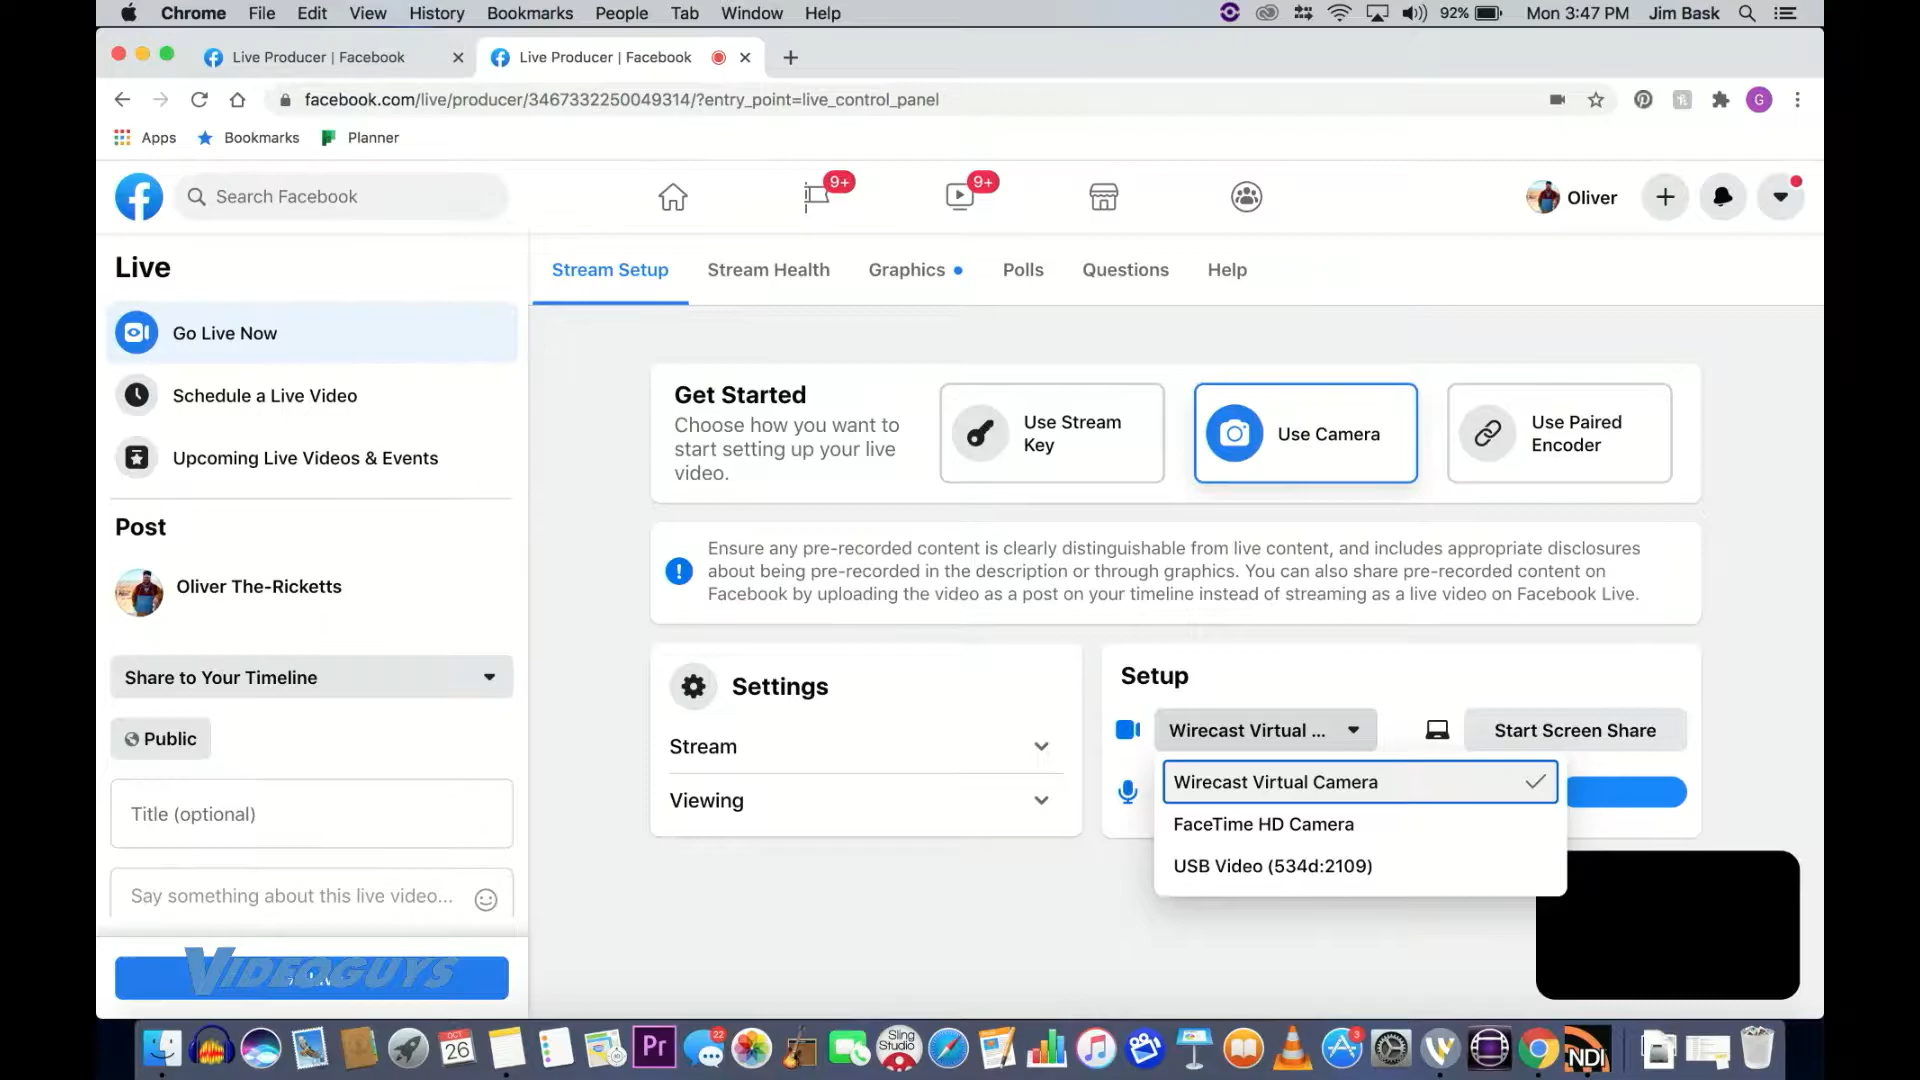 Chrome File Edit View History Bookmarks People Tab Window Help
92% Mon 3:47 PM Jim Bask
Live Producer | Facebook
Live Producer | Facebook
facebook.com/live/producer/3467332250049314/?entry_point=live_control_panel
G
Apps Bookmarks Planner
Search Facebook
9+
9+
Oliver
Live
Go Live Now
Schedule a Live Video
Upcoming Live Videos & Events
Post
Oliver The-Ricketts
Share to Your Timeline
Public
Title (optional)
Say something about this live video...
VIDEOGUYS
Stream Setup Stream Health Graphics Polls Questions Help
Get Started
Choose how you want to
start setting up your live
video.
Use Stream
Key
Use Camera
Use Paired
Encoder
Ensure any pre-recorded content is clearly distinguishable from live content, and includes appropriate disclosures
about being pre-recorded in the description or through graphics. You can also share pre-recorded content on
Facebook by uploading the video as a post on your timeline instead of streaming as a live video on Facebook Live.
Settings
Stream
Viewing
Setup
Wirecast Virtual ...
Start Screen Share
Wirecast Virtual Camera
FaceTime HD Camera
USB Video (534d:2109)
OCT
26
Pr
22
Sling
Studio
3
NDI